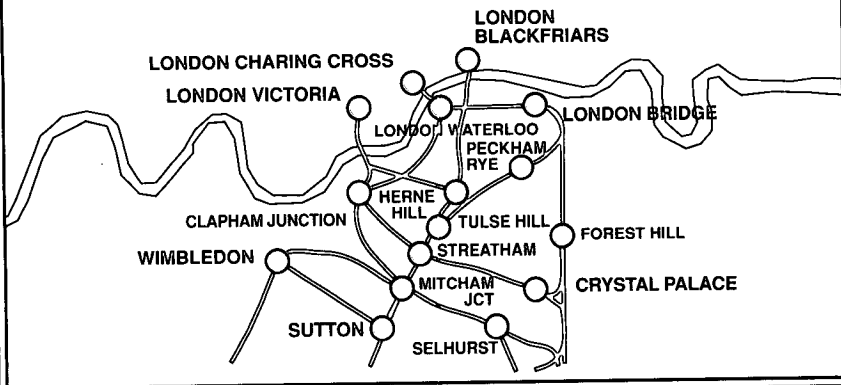 LONDON
BLACKFRIARS
LONDON CHARING CROSS
LONDON VICTORIA
LONDON BRIDGE
LONDON WATERLOO
PECKHAM
RYE
HERNE
HILL
CLAPHAM JUNCTION
TULSE HILL
FOREST HILL
STREATHAM
WIMBLEDON
MITCHAM
JCT
CRYSTAL PALACE
SUTTON
SELHURST